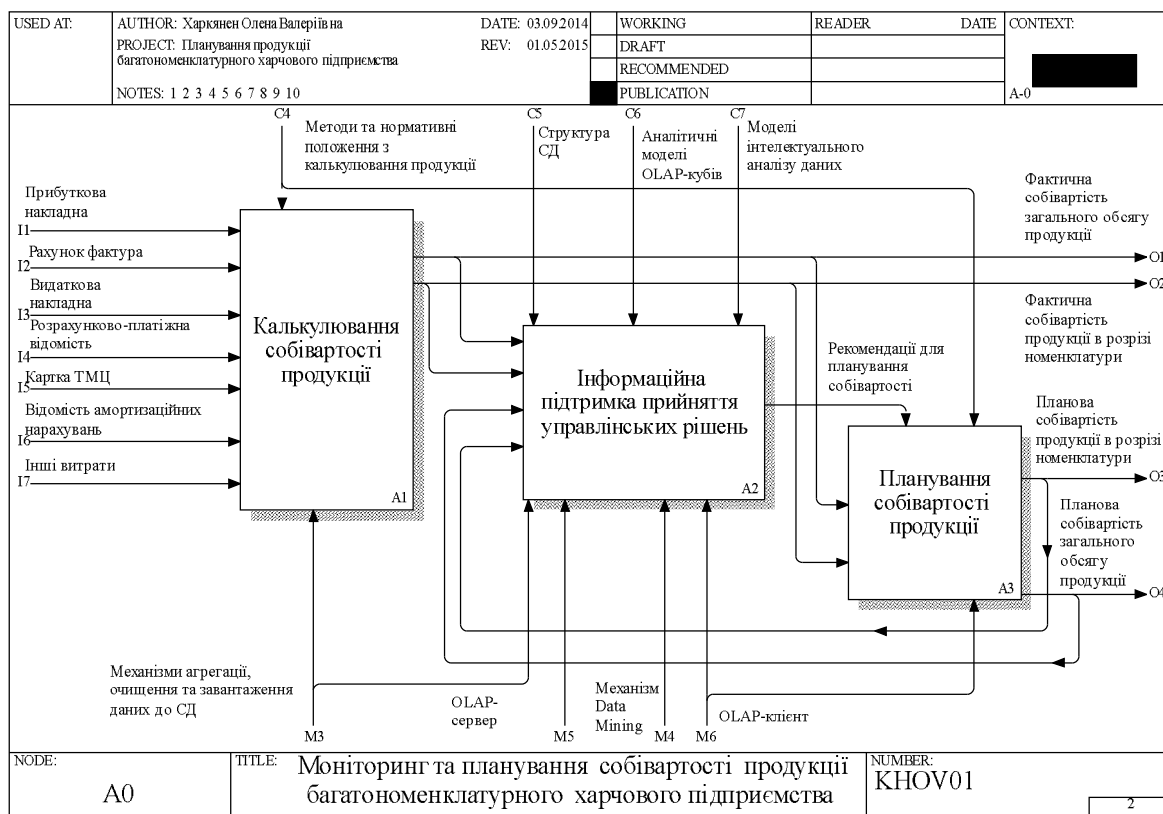 USED AT:
AUTHOR: Харкянен Олена Валеріївна
DATE: 03.09.2014
PROJECT: Планування продукції
багатономенклатурного харчового підприємства
REV: 01.05.2015
NOTES: 1 2 3 4 5 6 7 8 9 10
WORKING
DRAFT
RECOMMENDED
PUBLICATION
READER
DATE
CONTEXT:
A-0
C4
Методи та нормативні
положення з
калькулювання продукції
C5
Структура
СД
C6
Аналітичні
моделі
OLAP-кубів
C7
Моделі
інтелектуального
аналізу даних
Прибуткова
накладна
I1
Рахунок фактура
I2
Видаткова
накладна
I3
Розрахунково-платіжна
відомість
I4
Картка ТМЦ
I5
Відомість амортизаційних
нарахувань
I6
Інші витрати
I7
Калькулювання
собівартості
продукції
A1
Інформаційна
підтримка прийняття
управлінських рішень
A2
Рекомендації для
планування
собівартості
Планування
собівартості
продукції
A3
Фактична
собівартість
загального обсягу
продукції
O1
O2
Фактична
собівартість
продукції в розрізі
номенклатури
Планова
собівартість
продукції в розрізі
номенклатури
O3
Планова
собівартість
загального
обсягу
продукції
O4
Механізми агрегації,
очищення та завантаження
даних до СД
M3
OLAP-
сервер
M5
Механізм
Data
Mining
M4
M6
OLAP-клієнт
NODE:
A0
TITLE:
Моніторинг та планування собівартості продукції
багатономенклатурного харчового підприємства
NUMBER:
KHOV01
2